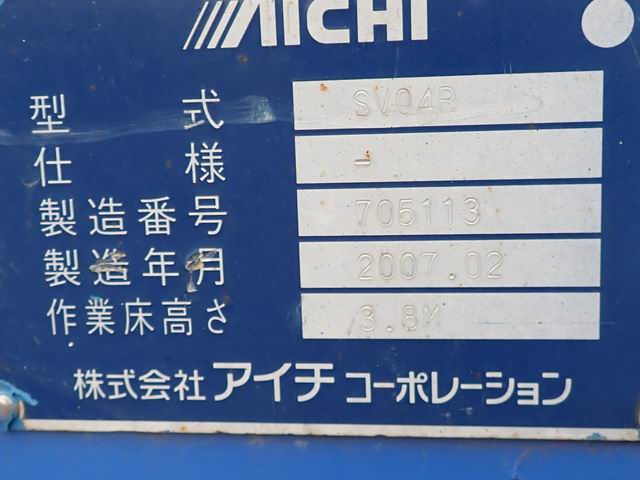 AICHI
型式 SV04B
仕様 -
製造番号 705113
製造年月 2007.02
作業床高さ 3.8M
株式会社 アイチ コーポレーション